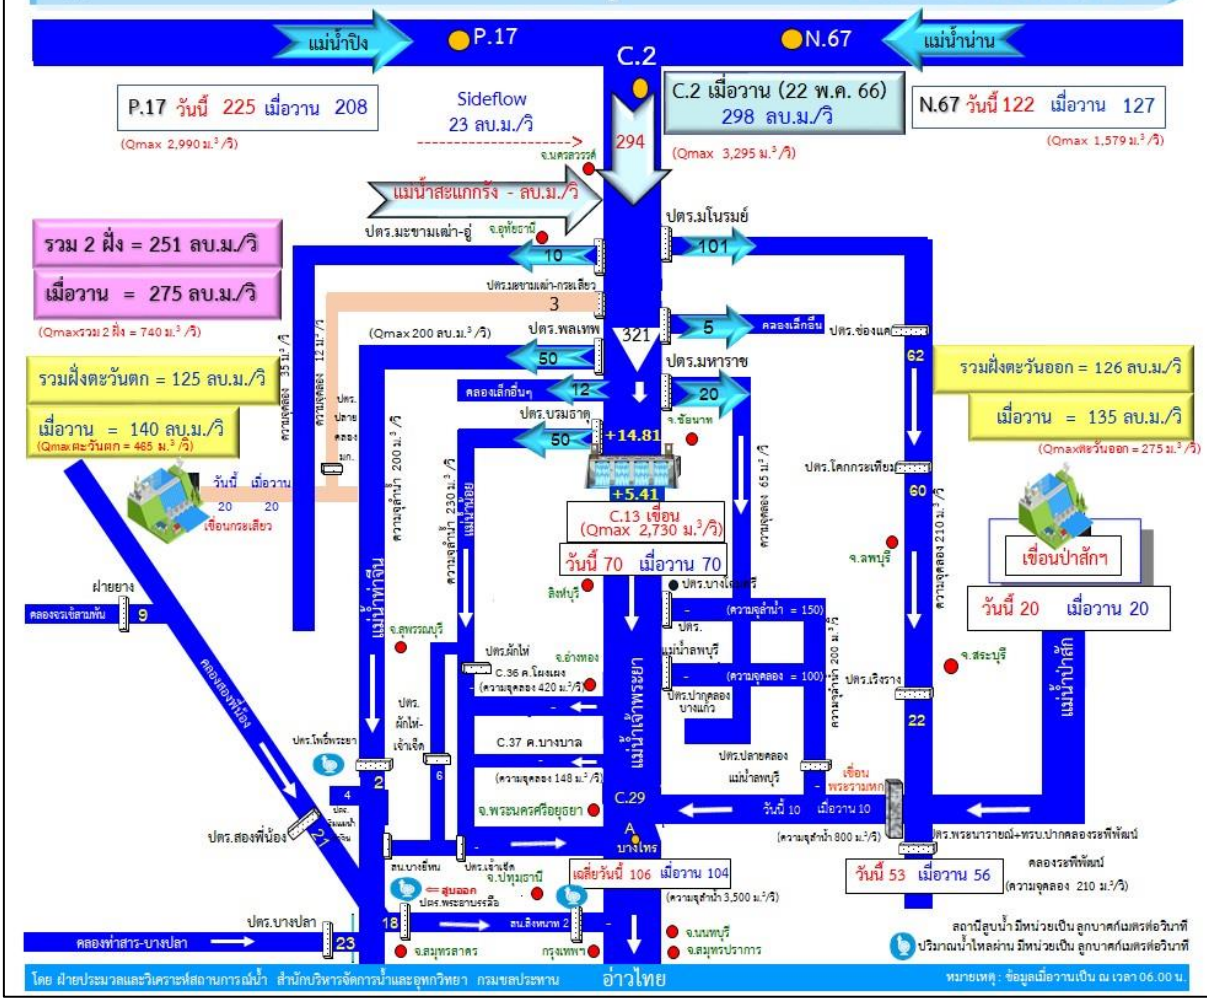 แม่น้ำปิง
P.17
C.2
N.67
แม่น้ำน่าน
P.17 วันนี้ 225 เมื่อวาน 208
(Qmax 2,990 ม.³/วิ)
Sideflow
23 ลบ.ม./วิ
จ.นครสวรรค์
294
C.2 เมื่อวาน (22 พ.ค. 66)
298 ลบ.ม./วิ
(Qmax 3,295 ม.³/วิ)
N.67 วันนี้ 122 เมื่อวาน 127
(Qmax 1,579 ม.³/วิ)
แม่น้ำสะแกกรัง - ลบ.ม./วิ
รวม 2 ฝั่ง = 251 ลบ.ม./วิ
เมื่อวาน = 275 ลบ.ม./วิ
(Qmaxรวม 2 ฝั่ง = 740 ม.³/วิ)
ปตร.มะขามเฒ่า-อู่
จ.อุทัยธานี
10
ปตร.มโนรมย์
101
ปตร.มะขามเฒ่า-กระเสียว
3
(Qmax 200 ลบ.ม.³/วิ)
ปตร.พลเทพ
50
321
5
คลองเล็กอื่น
ปตร.ช่องแค
62
รวมฝั่งตะวันตก = 125 ลบ.ม./วิ
เมื่อวาน = 140 ลบ.ม./วิ
(Qmaxตะวันตก = 465 ม.³/วิ)
รวมฝั่งตะวันออก = 126 ลบ.ม./วิ
เมื่อวาน = 135 ลบ.ม./วิ
(Qmaxตะวันออก = 275 ม.³/วิ)
ความจุคลอง 35 ม.³/วิ
ความจุคลอง 12 ม.³/วิ
ปตร.
ปลาย
คลอง
มก.
คลองเล็กอื่นๆ
12
ปตร.มหาราช
20
จ.ชัยนาท
ปตร.บรมธาตุ
50
+14.81
+5.41
C.13 เขื่อน
(Qmax 2,730 ม.³/วิ)
วันนี้ 70 เมื่อวาน 70
วันนี้ เมื่อวาน
20 20
เขื่อนกระเสียว
ความจุลำน้ำ 200 ม.³/วิ
ความจุลำน้ำ 230 ม.³/วิ
แม่น้ำน้อย
ความจุคลอง 65 ม.³/วิ
ปตร.โคกกระเทียม
60
ความจุคลอง 210 ม.³/วิ
จ.ลพบุรี
เขื่อนป่าสักฯ
วันนี้ 20 เมื่อวาน 20
ฝายยาง
คลองจรเข้สามพัน
9
แม่น้ำท่าจีน
จ.สุพรรณบุรี
สิงห์บุรี
-
(ความจุลำน้ำ = 150)
ปตร.
แม่น้ำลพบุรี
-
(ความจุคลอง = 100)
ปตร.ปากคลอง
บางแก้ว
ความจุลำน้ำ 200 ม.³/วิ
จ.สระบุรี
ปตร.เริงราง
22
แม่น้ำป่าสัก
คลองสองพี่น้อง
ปตร.ผักไห่
จ.อ่างทอง
C.36 ค.โผงเผง
(ความจุคลอง 420 ม.³/วิ)
-
-
แม่น้ำเจ้าพระยา
ปตร.
ผักไห่-
เจ้าเจ็ด
6
C.37 ค.บางบาล
-
(ความจุคลอง 148 ม.³/วิ)
ปตร.โพธิ์พระยา
2
4
ปตร.ปลายคลอง
แม่น้ำลพบุรี
-
เขื่อน
พระรามหก
จ.พระนครศรีอยุธยา
C.29
A
บางไทร
วันนี้ 10 เมื่อวาน 10
(ความจุลำน้ำ 800 ม.³/วิ)
ปตร.พระนารายณ์+ทรบ.ปากคลองระพีพัฒน์
ปตร.สองพี่น้อง
21
สน.บางยี่หน
ปตร.เจ้าเจ็ด
-
จ.ปทุมธานี
เฉลี่ยวันนี้ 106 เมื่อวาน 104
(ความจุลำน้ำ 3,500 ม.³/วิ)
วันนี้ 53 เมื่อวาน 56
คลองระพีพัฒน์
(ความจุคลอง 210 ม.³/วิ)
⇐ สูบออก
ปตร.พระยาบรรลือ
18
สน.สิงหนาท 2
-
ปตร.บางปลา
คลองท่าสาร-บางปลา
23
จ.สมุทรสาคร
กรุงเทพฯ
จ.นนทบุรี
จ.สมุทรปราการ
สถานีสูบน้ำ มีหน่วยเป็น ลูกบาศก์เมตรต่อวินาที
ปริมาณน้ำไหลผ่าน มีหน่วยเป็น ลูกบาศก์เมตรต่อวินาที
โดย ฝ่ายประมวลและวิเคราะห์สถานการณ์น้ำ สำนักบริหารจัดการน้ำและอุทกวิทยา กรมชลประทาน
อ่าวไทย
หมายเหตุ : ข้อมูลเมื่อวานเป็น ณ เวลา 06.00 น.